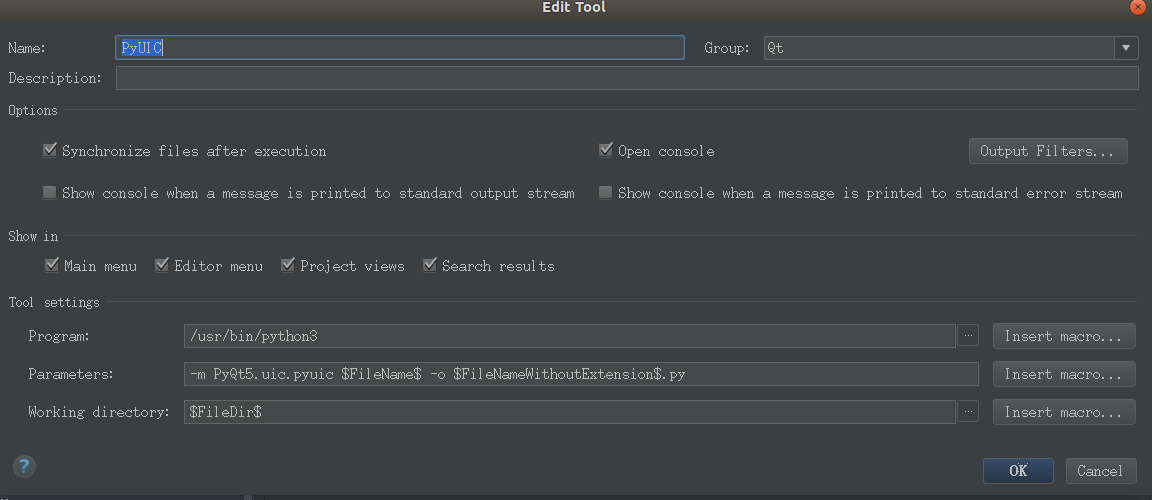 Edit Tool
Name: PyUIC Group: Qt
Description:
Options
Synchronize files after execution Open console Output Filters...
Show console when a message is printed to standard output stream Show console when a message is printed to standard error stream
Show in
Main menu Editor menu Project views Search results
Tool settings
Program: /usr/bin/python3 ... Insert macro...
Parameters: -m PyQt5.uic.pyuic $FileName$ -o $FileNameWithoutExtension$.py Insert macro...
Working directory: $FileDir$ ... Insert macro...
? OK Cancel